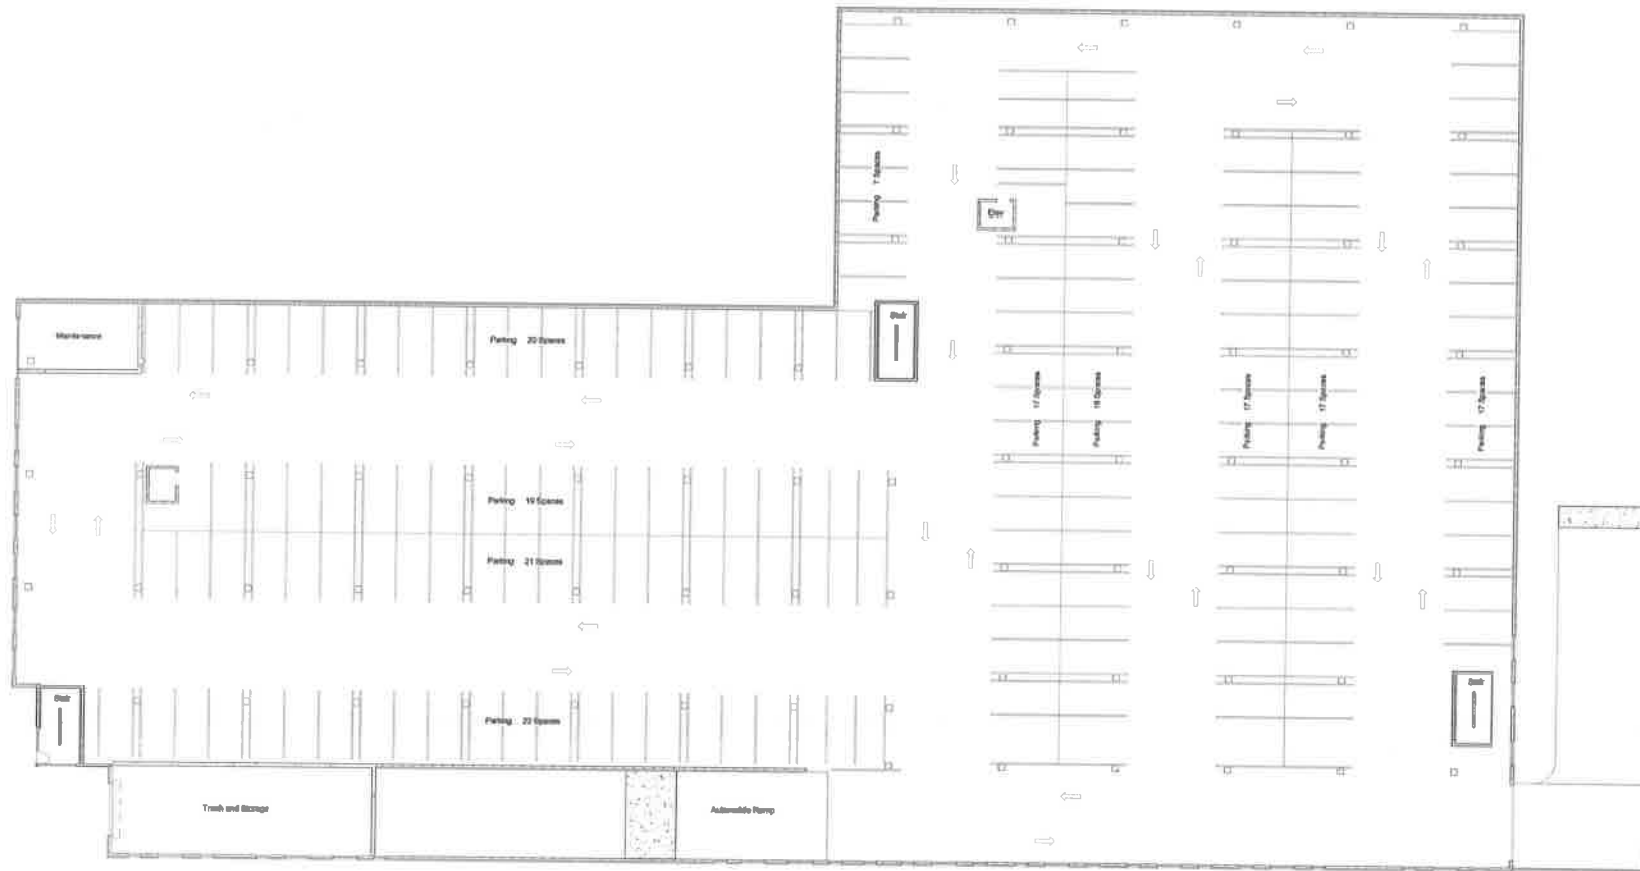 Parking 7 Spaces
Elev
Stair
Maintenance
Parking 20 Spaces
Parking 17 Spaces
Parking 18 Spaces
Parking 17 Spaces
Parking 17 Spaces
Parking 17 Spaces
Parking 19 Spaces
Parking 21 Spaces
Stair
Stair
Parking 22 Spaces
Trash and Storage
Automobile Ramp